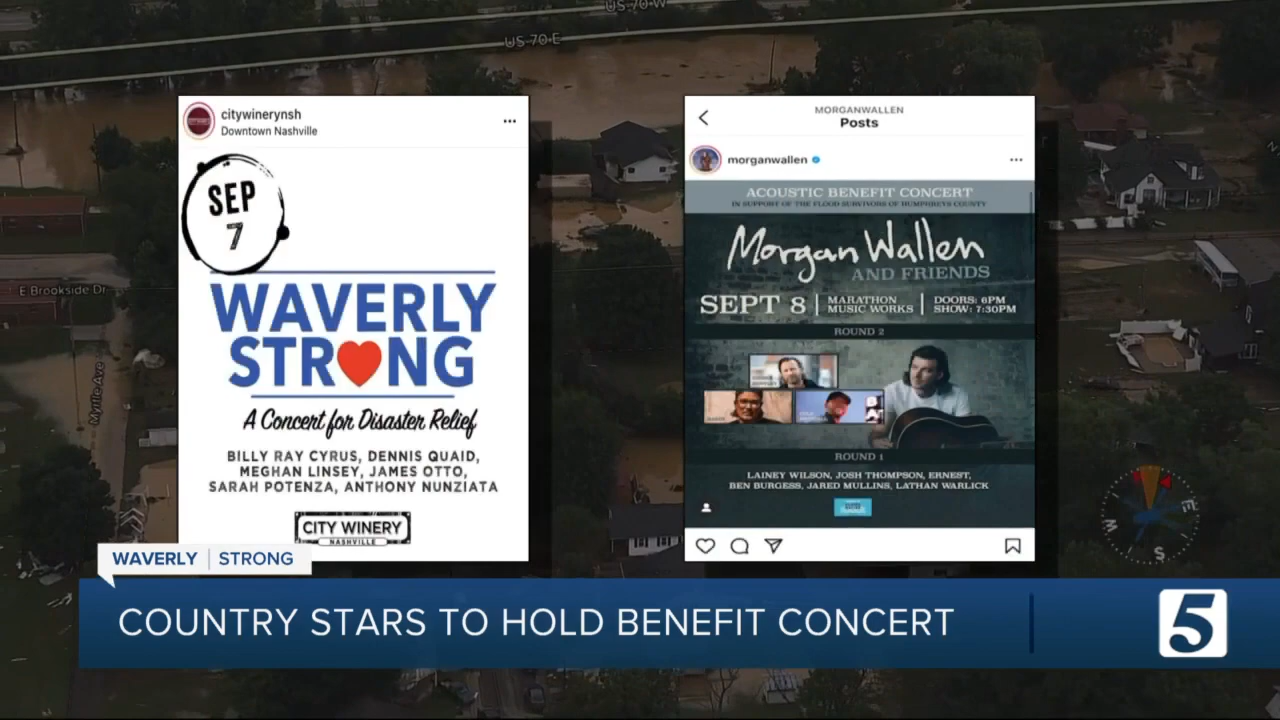 US-70 W
US-70 E
citywinerynsh
Downtown Nashville
SEP
7
WAVERLY
STRONG
A Concert for Disaster Relief
BILLY RAY CYRUS, DENNIS QUAID,
MEGHAN LINSEY, JAMES OTTO,
SARAH POTENZA, ANTHONY NUNZIATA
CITY WINERY
NASHVILLE
MORGANWALLEN
Posts
morganwallen
ACOUSTIC BENEFIT CONCERT
IN SUPPORT OF THE FLOOD SURVIVORS OF HUMPHREYS COUNTY
Morgan Wallen
AND FRIENDS
SEPT 8
MARATHON
MUSIC WORKS
DOORS: 6PM
SHOW: 7:30PM
ROUND 2
ROUND 1
LAINEY WILSON, JOSH THOMPSON, ERNEST,
BEN BURGESS, JARED MULLINS, LATHAN WARLICK
E Brookside Dr
Myrtle Ave
E
S
WAVERLY | STRONG
COUNTRY STARS TO HOLD BENEFIT CONCERT
5